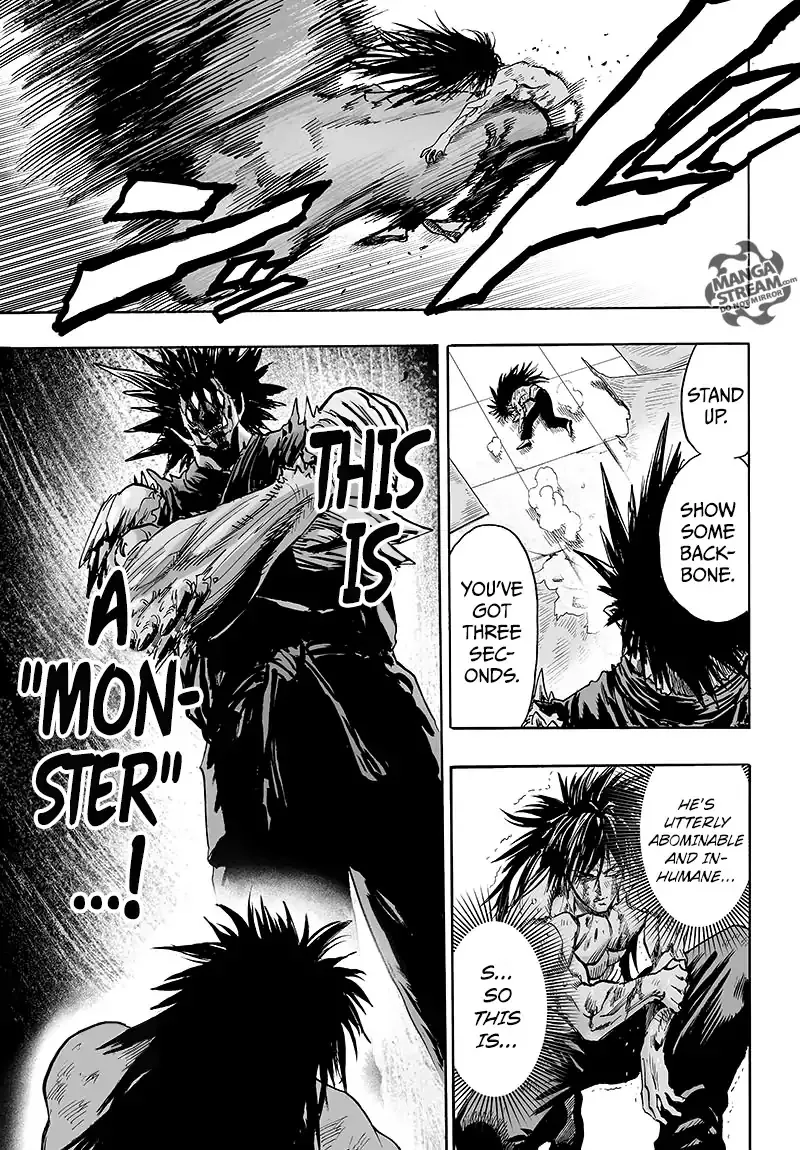 MANGA
STREAM.com
DO NOT MIRROR
STAND
UP.
SHOW
SOME
BACK-
BONE.
YOU'VE
GOT
THREE
SEC-
ONDS.
HE'S
UTTERLY
ABOMINABLE
AND IN-
HUMANE...
S...
SO
THIS
IS...
THIS
IS
A
"MON-
STER"
...!